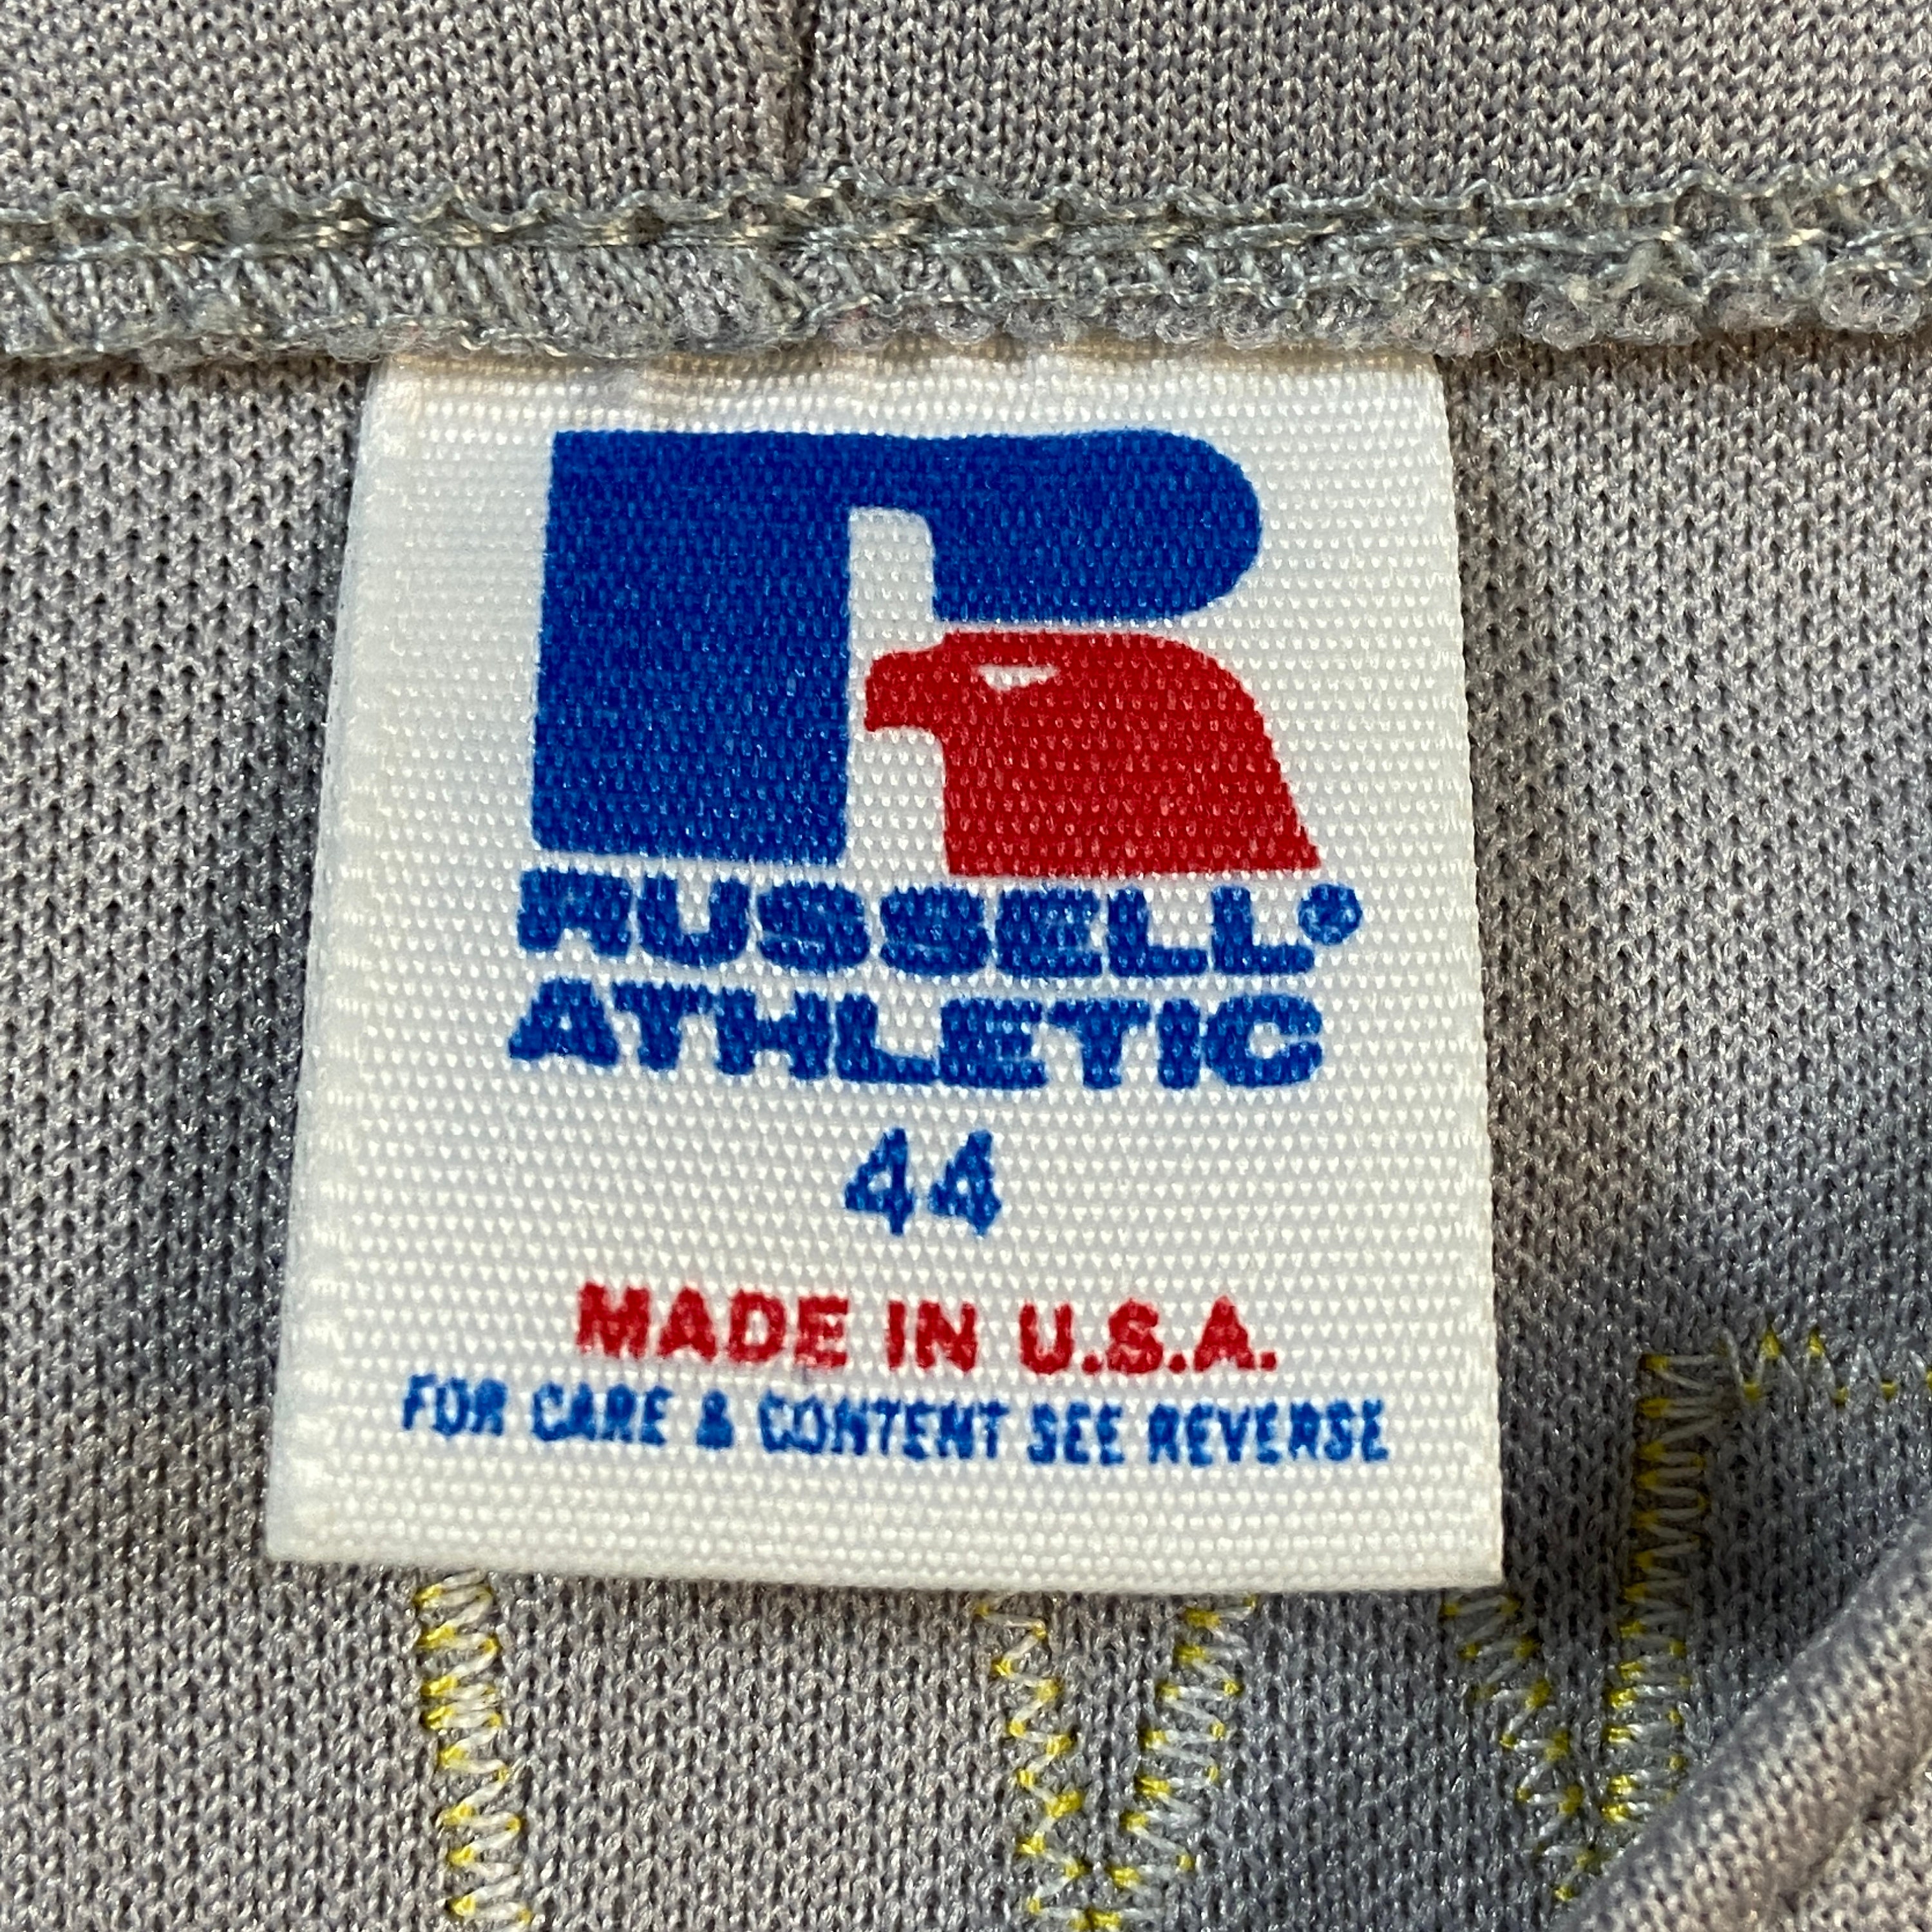 RUSSELL®
ATHLETIC
44
MADE IN U.S.A.
FOR CARE & CONTENT SEE REVERSE